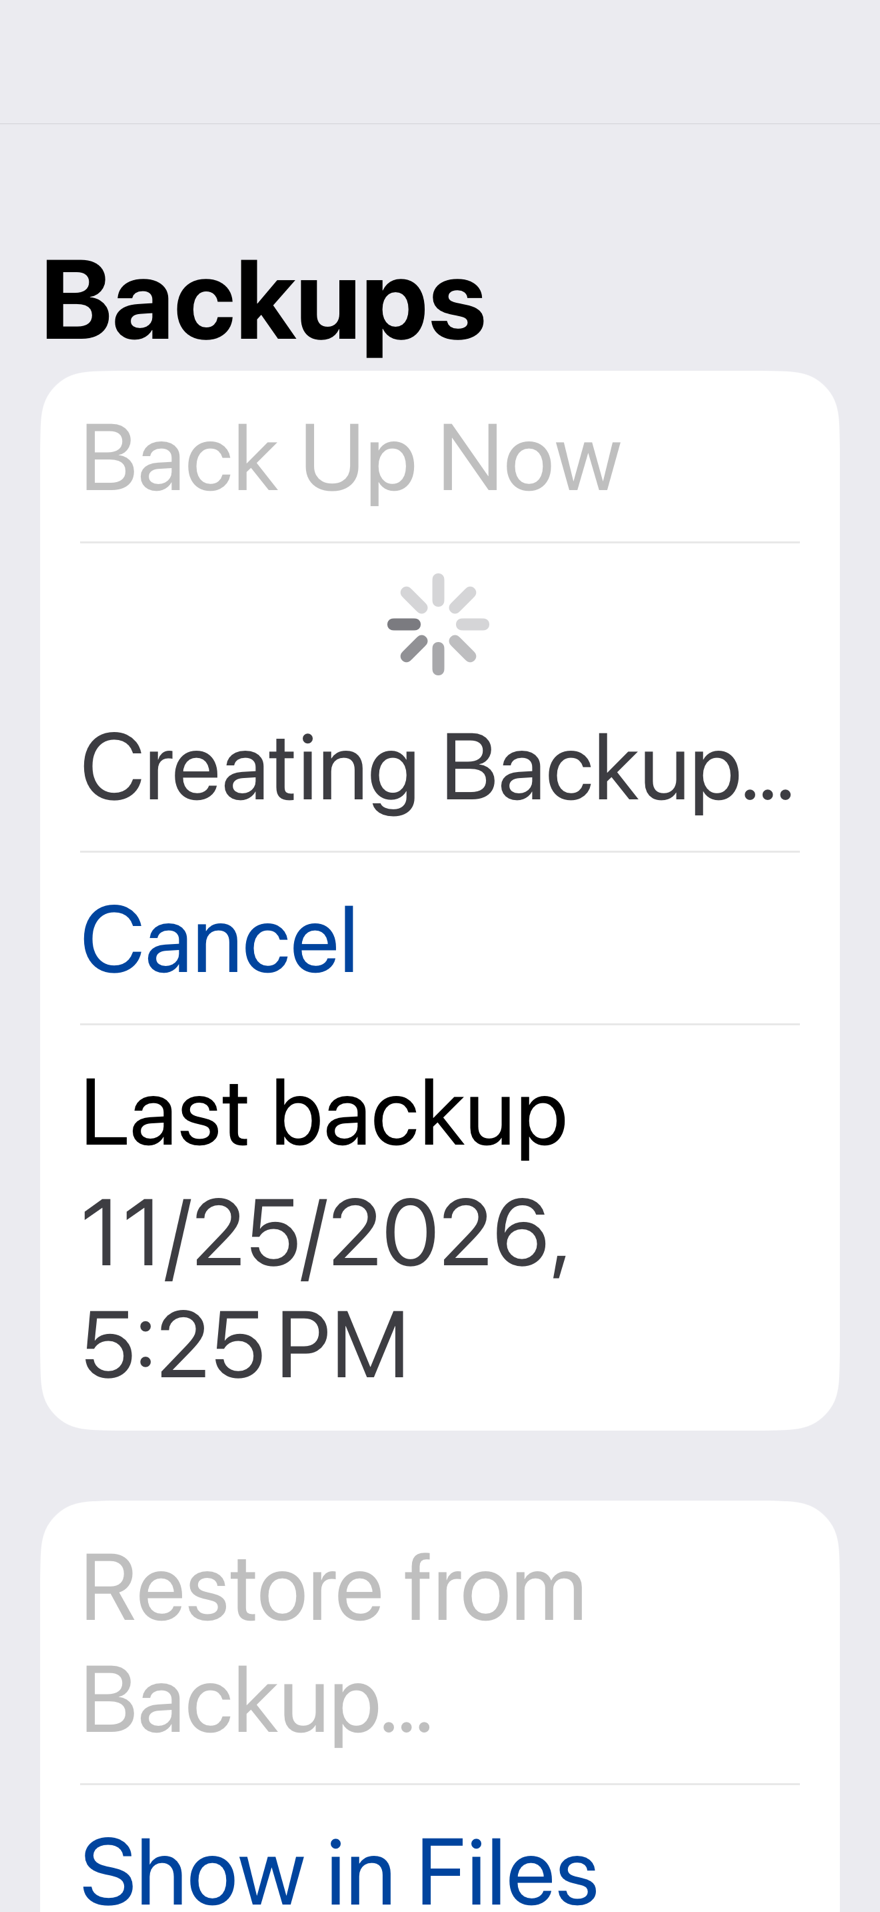 Backups
Back Up Now
Creating Backup…
Cancel
Last backup
11/25/2026,
5:25 PM
Restore from
Backup…
Show in Files